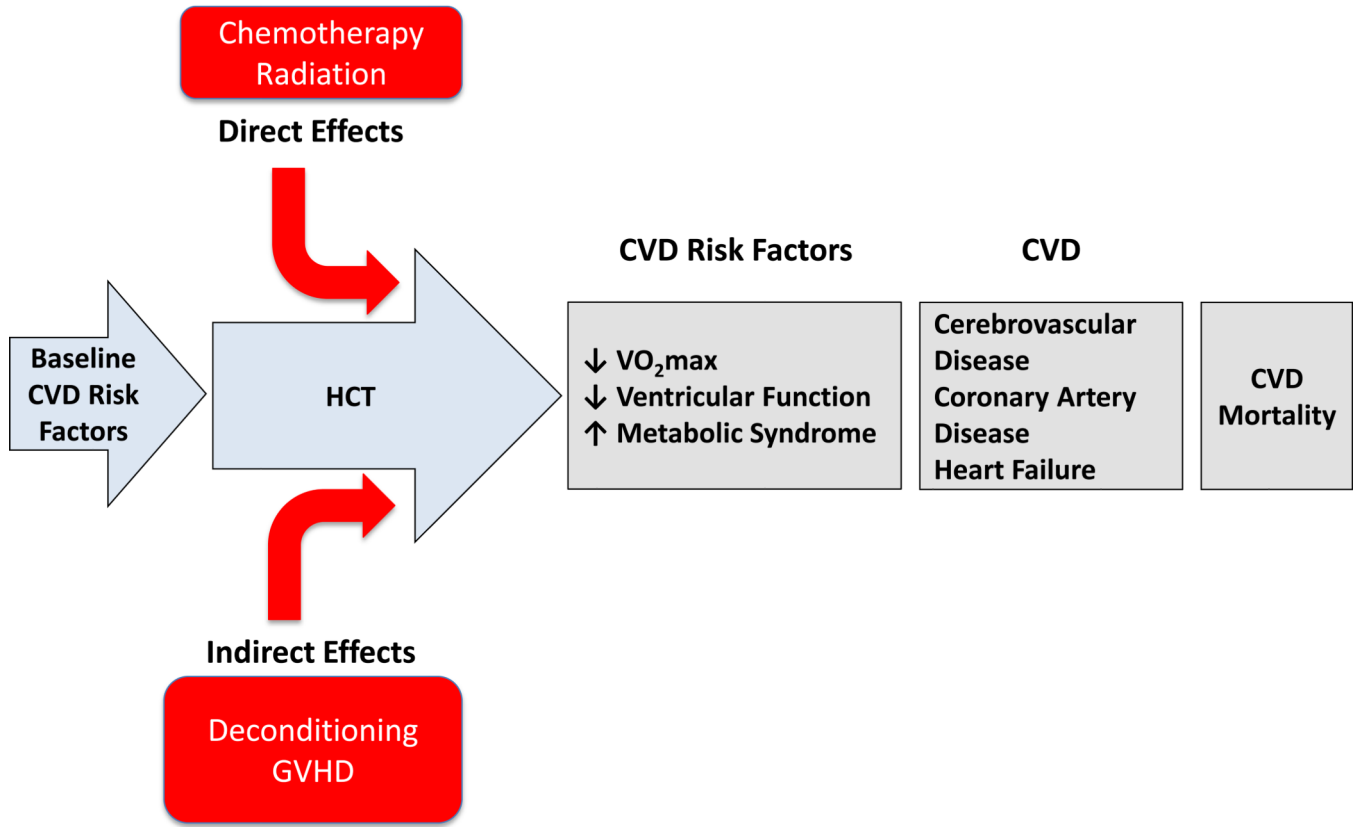 Chemotherapy
Radiation
Direct Effects
CVD Risk Factors
CVD
Baseline
CVD Risk
Factors
HCT
↓ VO₂max
↓ Ventricular Function
↑ Metabolic Syndrome
Cerebrovascular
Disease
Coronary Artery
Disease
Heart Failure
CVD
Mortality
Indirect Effects
Deconditioning
GVHD